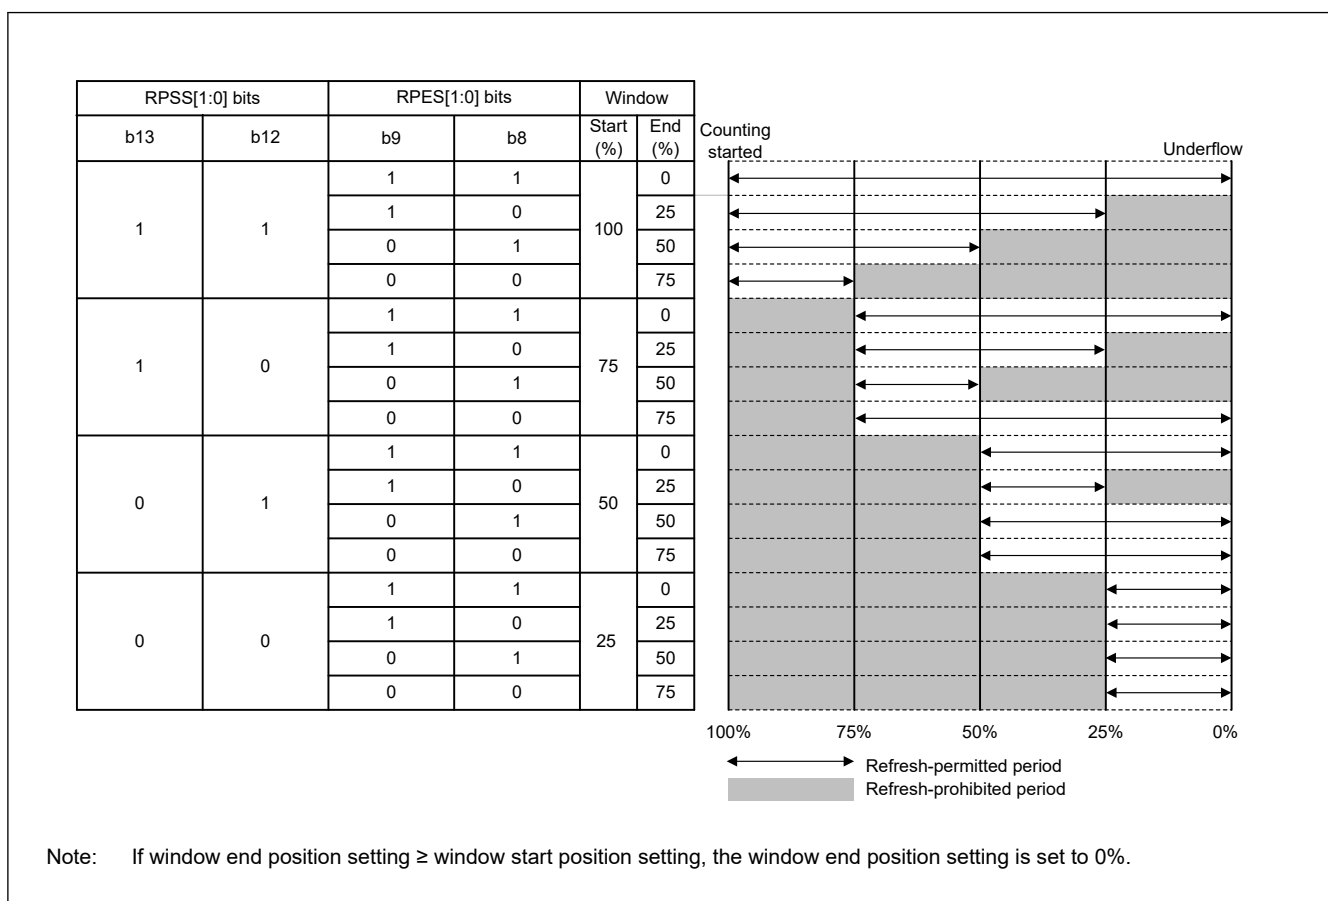 RPSS[1:0] bits RPES[1:0] bits Window
b13 b12 b9 b8 Start (%) End (%) Counting started Underflow
1 1 1 1 100 0
1 0 25
0 1 50
0 0 75
1 0 1 1 75 0
1 0 25
0 1 50
0 0 75
0 1 1 1 50 0
1 0 25
0 1 50
0 0 75
0 0 1 1 25 0
1 0 25
0 1 50
0 0 75
100% 75% 50% 25% 0%
Refresh-permitted period
Refresh-prohibited period
Note: If window end position setting ≥ window start position setting, the window end position setting is set to 0%.